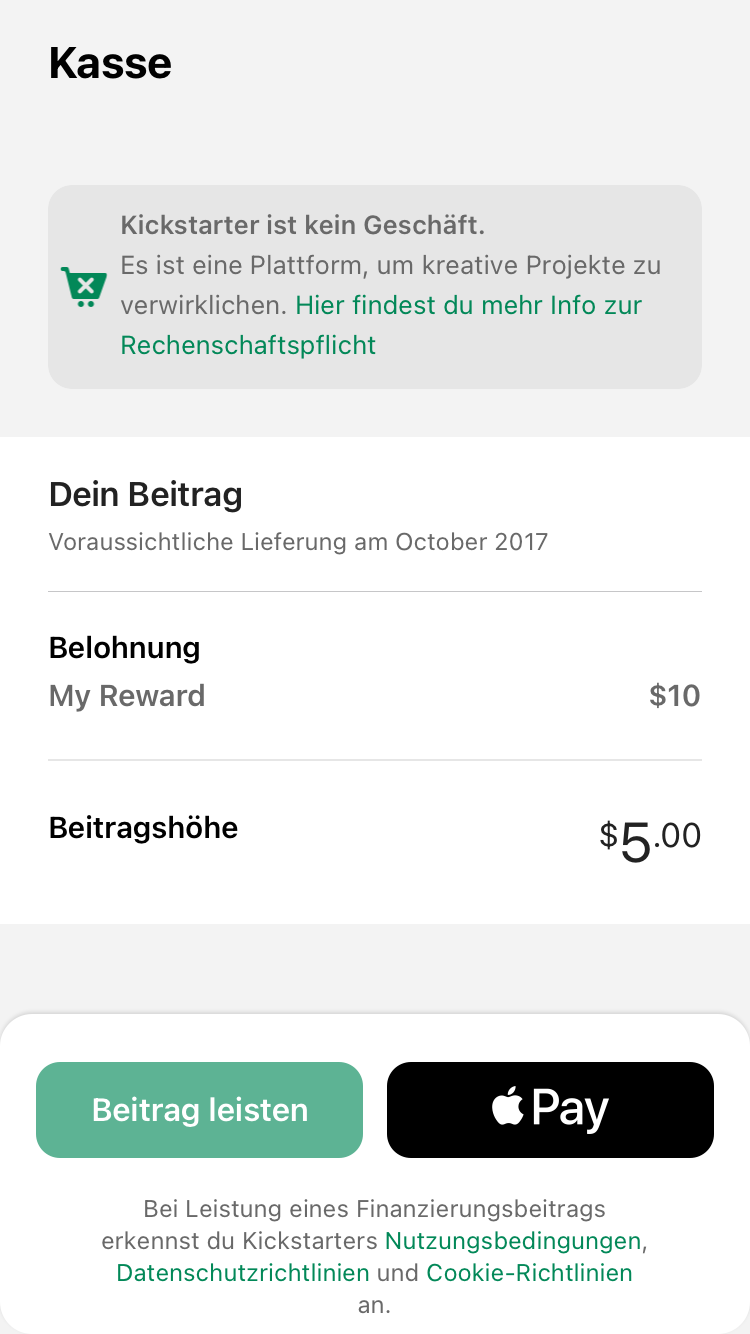 Kasse
Kickstarter ist kein Geschäft.
Es ist eine Plattform, um kreative Projekte zu
verwirklichen. Hier findest du mehr Info zur
Rechenschaftspflicht
Dein Beitrag
Voraussichtliche Lieferung am October 2017
Belohnung
My Reward $10
Beitragshöhe $5.00
Beitrag leisten Pay
Bei Leistung eines Finanzierungsbeitrags
erkennst du Kickstarters Nutzungsbedingungen,
Datenschutzrichtlinien und Cookie-Richtlinien
an.